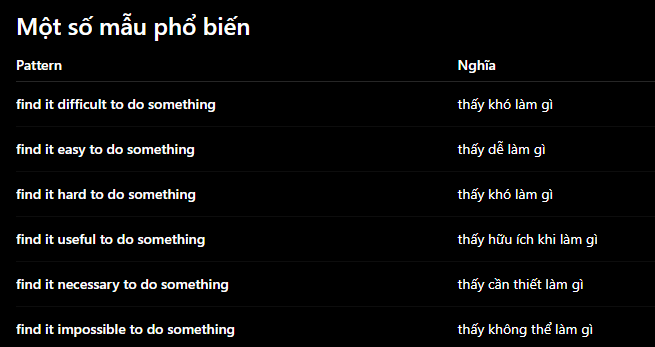 Một số mẫu phổ biến
Pattern Nghĩa
find it difficult to do something thấy khó làm gì
find it easy to do something thấy dễ làm gì
find it hard to do something thấy khó làm gì
find it useful to do something thấy hữu ích khi làm gì
find it necessary to do something thấy cần thiết làm gì
find it impossible to do something thấy không thể làm gì